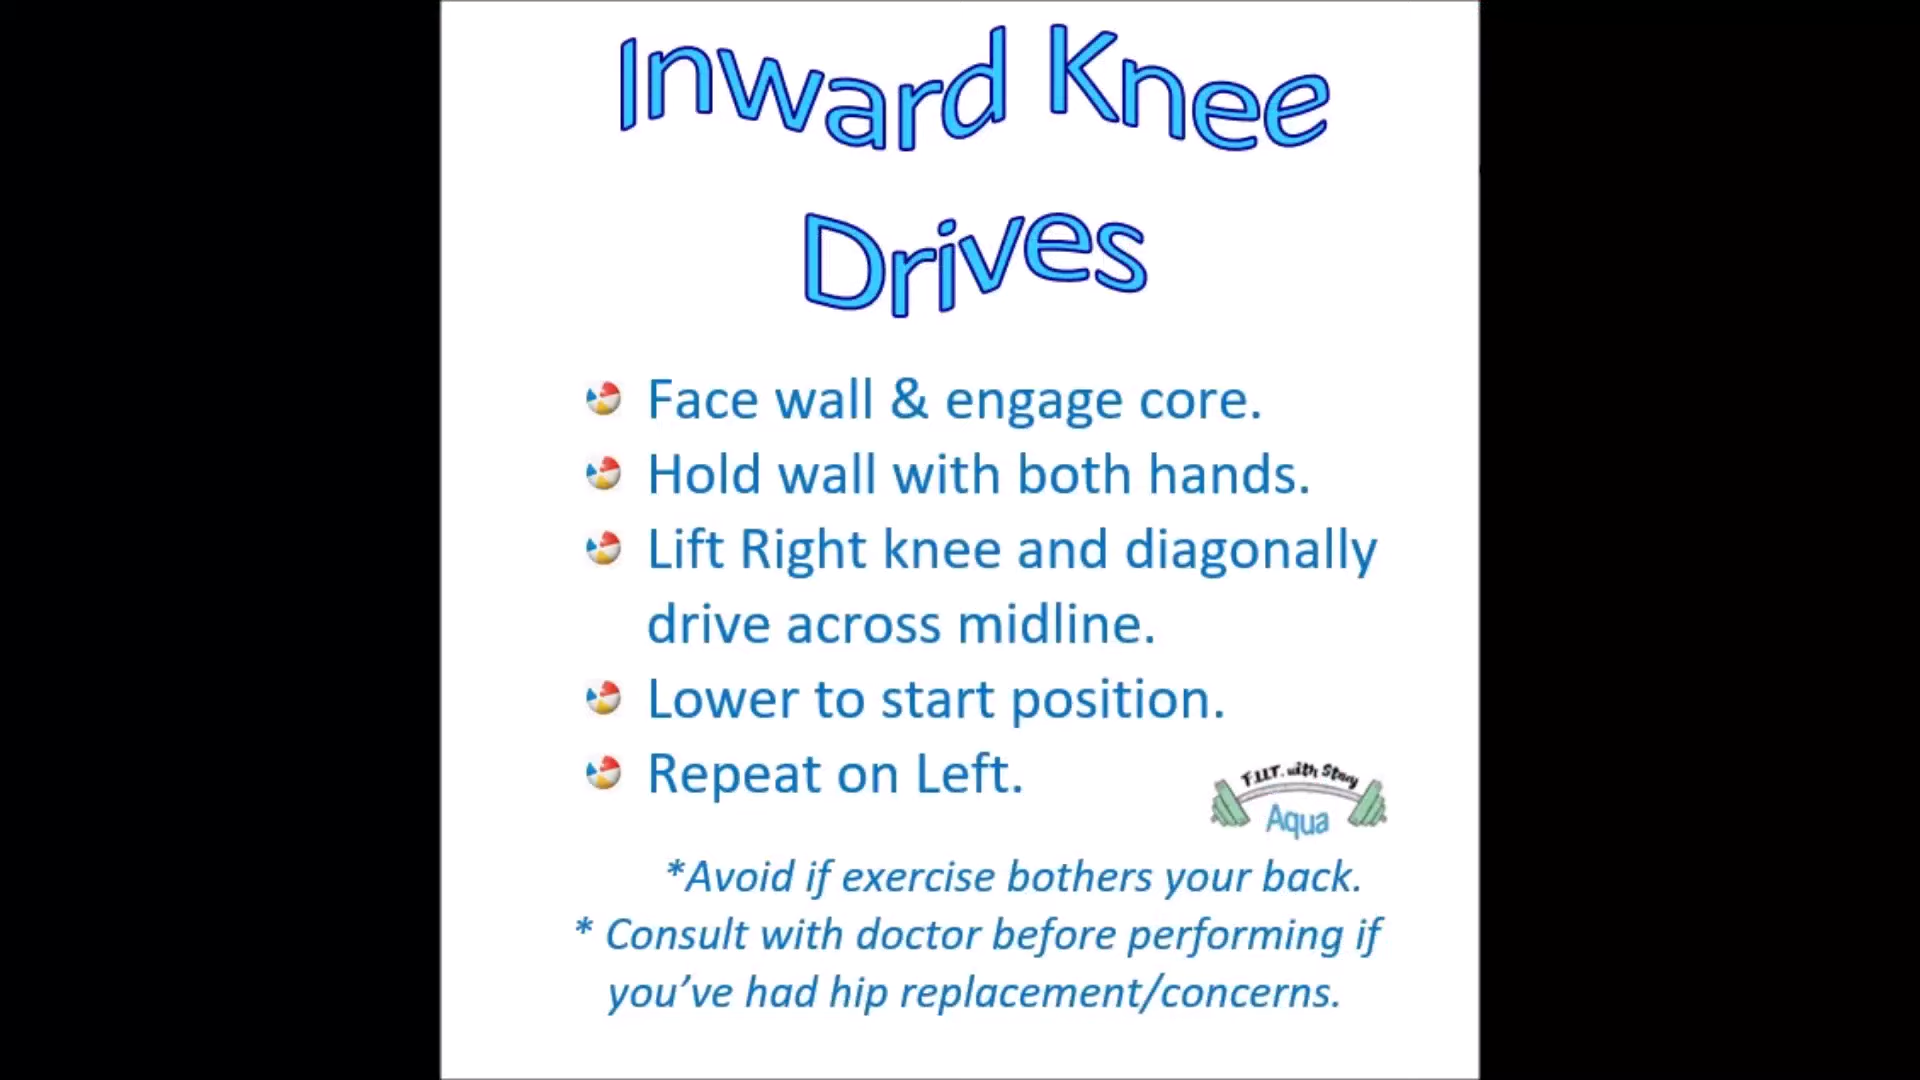 Inward Knee
Drives
Face wall & engage core.
Hold wall with both hands.
Lift Right knee and diagonally
drive across midline.
Lower to start position.
Repeat on Left.
F.I.I.T. with Stacy
Aqua
*Avoid if exercise bothers your back.
* Consult with doctor before performing if
you’ve had hip replacement/concerns.